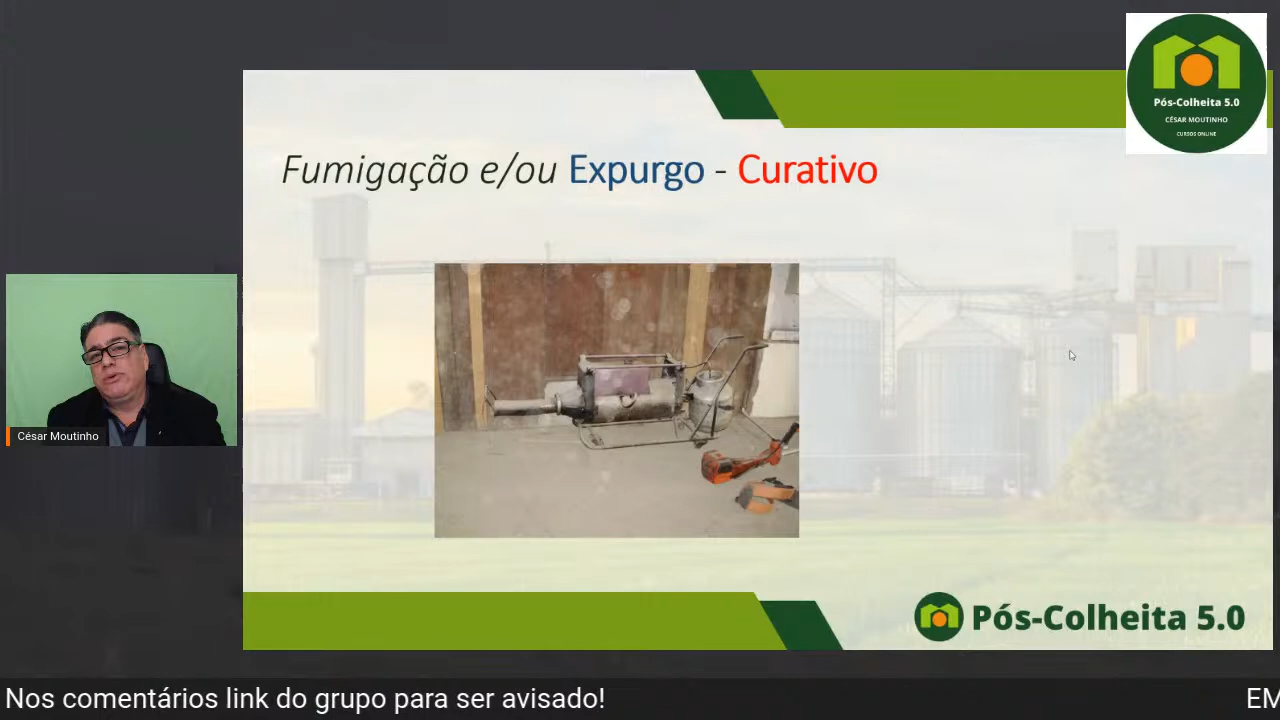 Pós-Colheita 5.0
CÉSAR MOUTINHO
CURSOS ONLINE
Fumigação e/ou Expurgo - Curativo
César Moutinho
Pós-Colheita 5.0
Nos comentários link do grupo para ser avisado!
EM